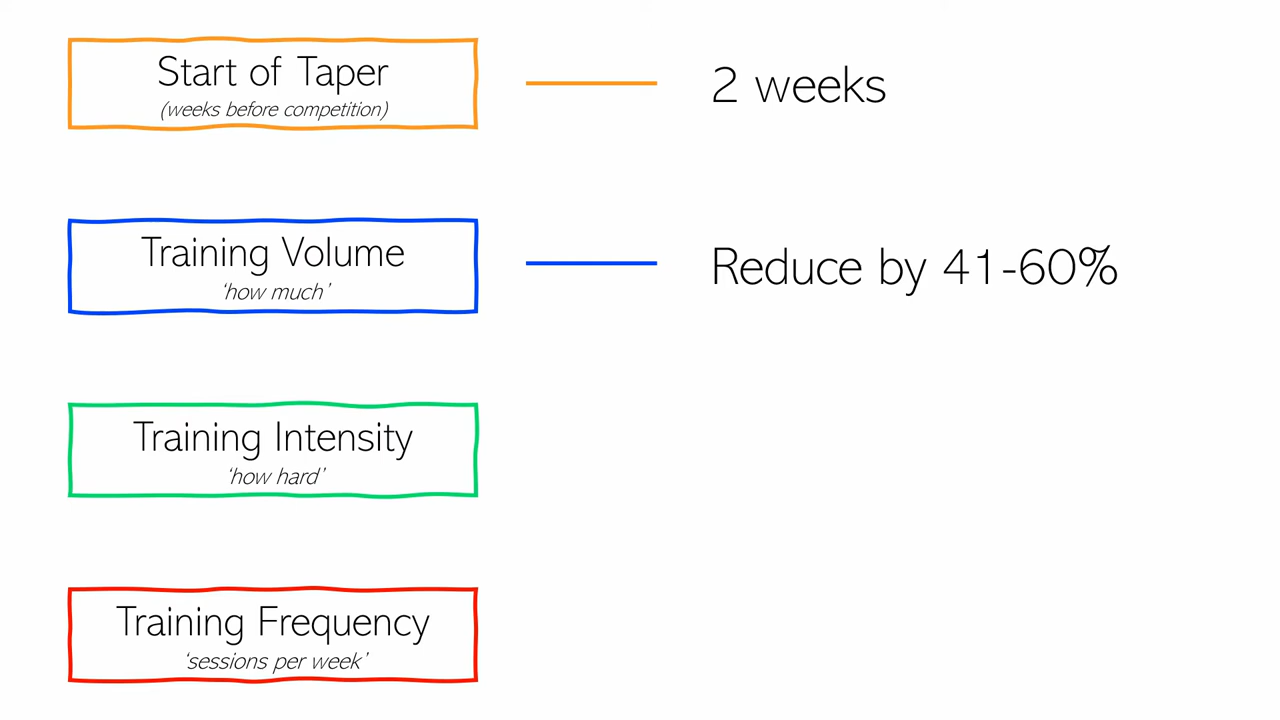 Start of Taper
(weeks before competition)
2 weeks
Training Volume
‘how much’
Reduce by 41-60%
Training Intensity
‘how hard’
Training Frequency
‘sessions per week’